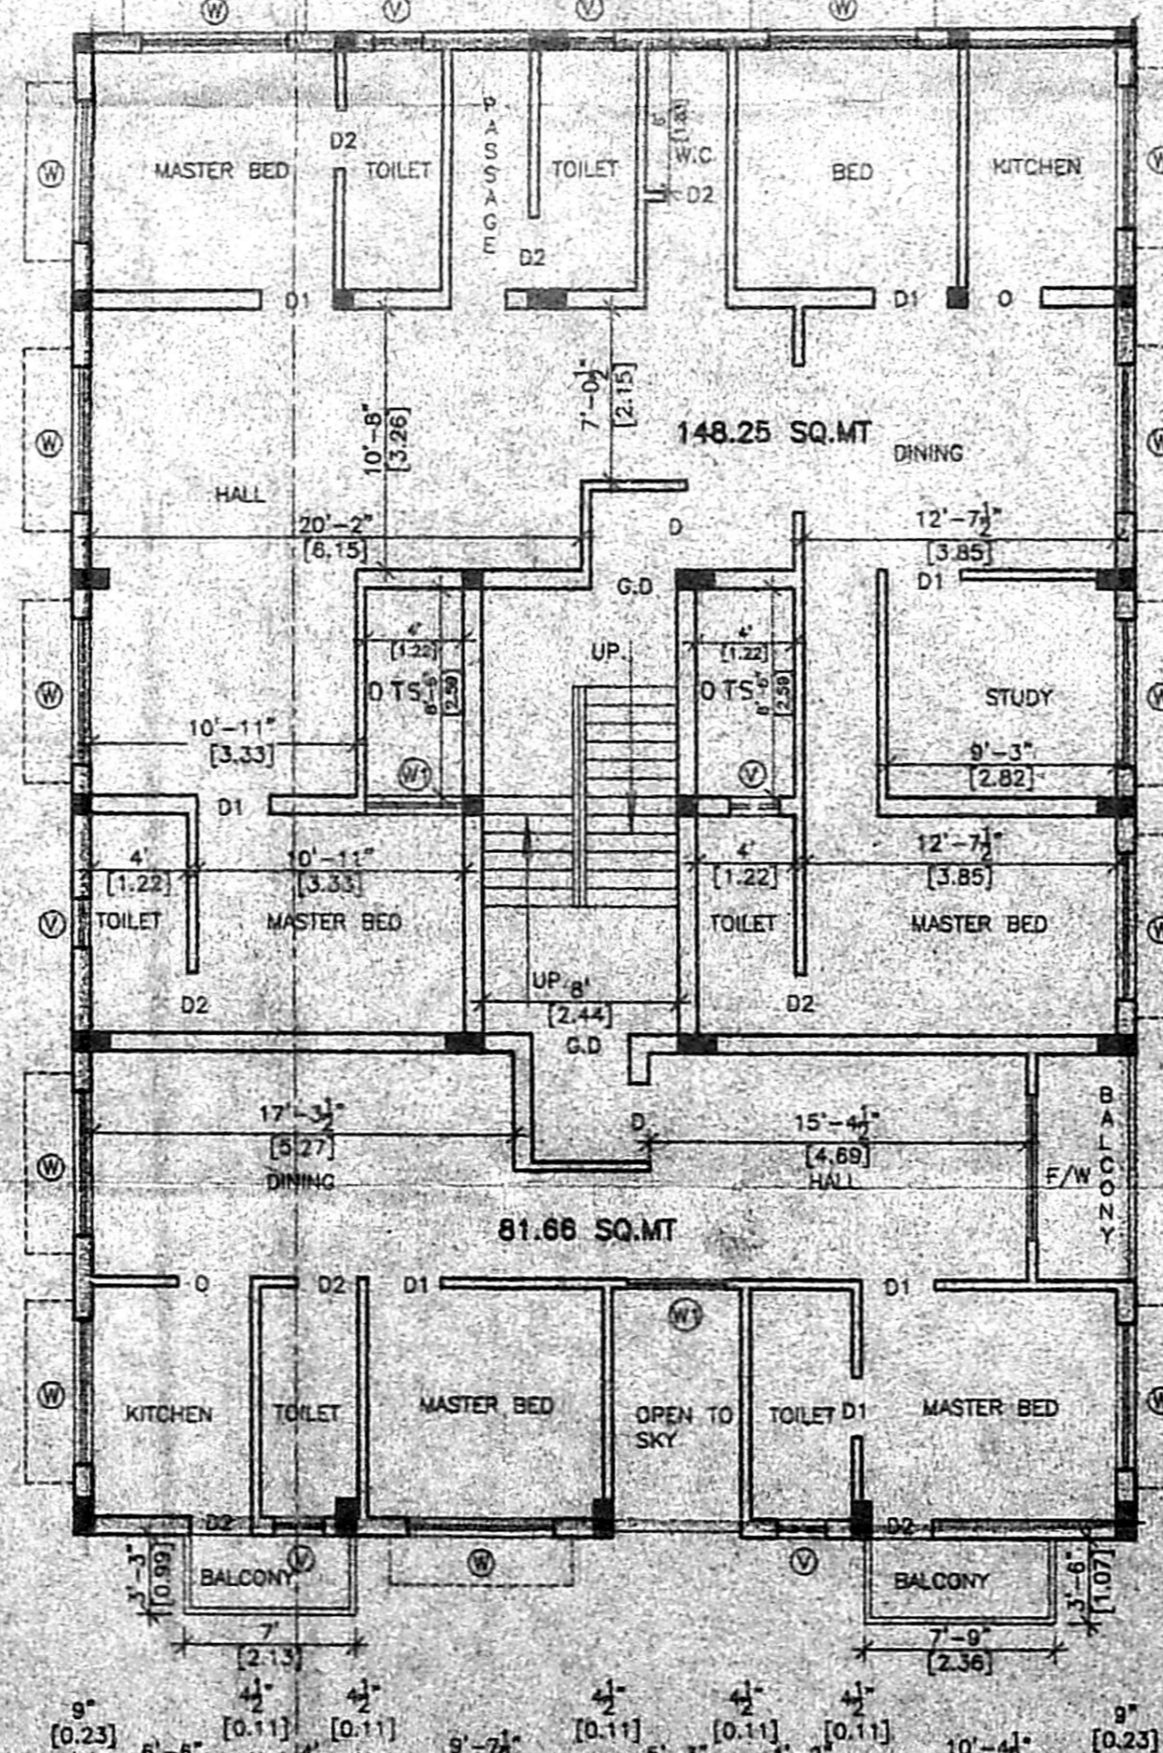 W
V
V
W
P
A
S
S
A
G
E
[1.83]
D2
W.C
W
MASTER BED
TOILET
TOILET
D2
BED
KITCHEN
W
D2
D1
D1
O
10'-8"
[3.26]
7'-0½"
[2.15]
148.25 SQ.MT
W
DINING
W
HALL
20'-2"
[6.15]
D
12'-7½"
[3.85]
G.D
D1
4'
[1.22]
UP
4'
[1.22]
W
O TS
[2.59]
O TS
[2.59]
STUDY
W
10'-11"
[3.33]
9'-3"
[2.82]
W1
V
D1
4'
[1.22]
10'-11"
[3.33]
4'
[1.22]
12'-7½"
[3.85]
V
TOILET
MASTER BED
TOILET
MASTER BED
W
D2
UP
8'
[2.44]
D2
G.D
B
A
L
C
O
N
Y
17'-3½"
[5.27]
D
15'-4½"
[4.69]
W
DINING
HALL
F/W
81.66 SQ.MT
O
D2
D1
D1
W1
W
KITCHEN
TOILET
MASTER BED
OPEN TO
SKY
TOILET
D1
MASTER BED
W
D2
D2
3'-3"
[0.99]
BALCONY
V
W
V
BALCONY
3'-6"
[1.07]
7'
[2.13]
7'-9"
[2.36]
9"
[0.23]
4½"
[0.11]
4½"
[0.11]
4½"
[0.11]
4½"
[0.11]
4½"
[0.11]
9"
[0.23]